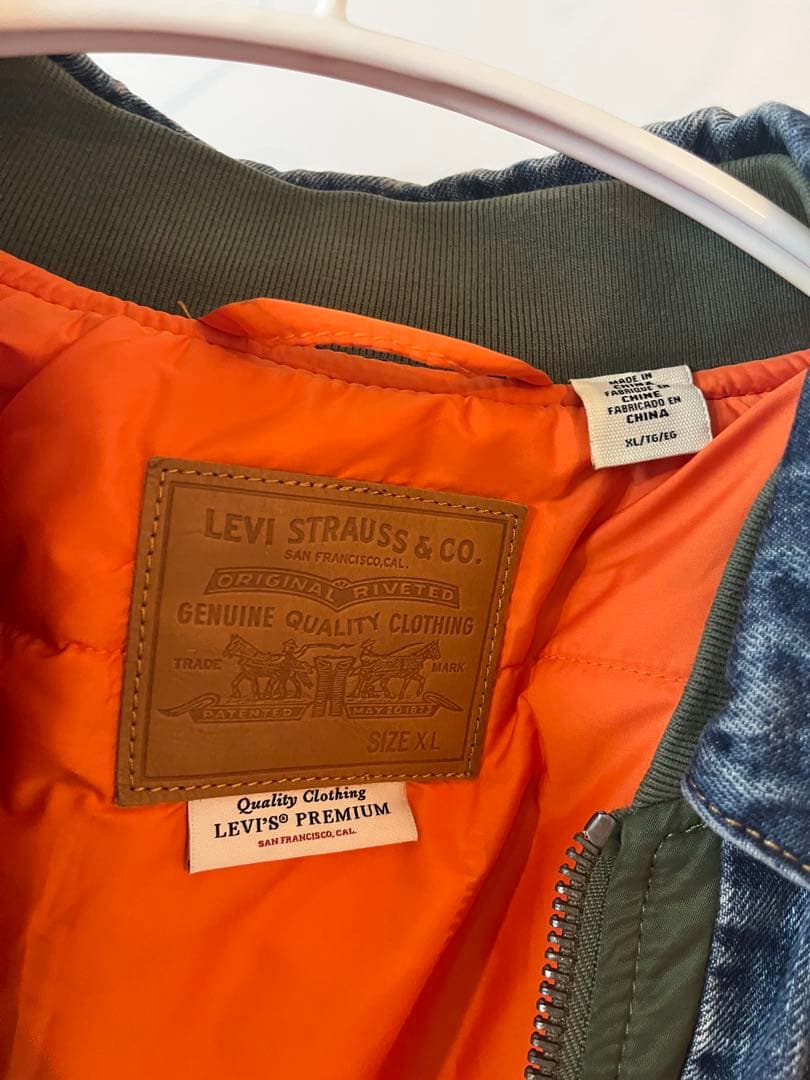 MADE IN
CHINA
FABRIQUÉ EN
CHINE
FABRICADO EN
CHINA
XL/TG/EG
LEVI STRAUSS & CO.
SAN FRANCISCO, CAL.
ORIGINAL RIVETED
GENUINE QUALITY CLOTHING
TRADE MARK
PATENTED MAY 20 1873
SIZE XL
Quality Clothing
LEVI'S® PREMIUM
SAN FRANCISCO, CAL.